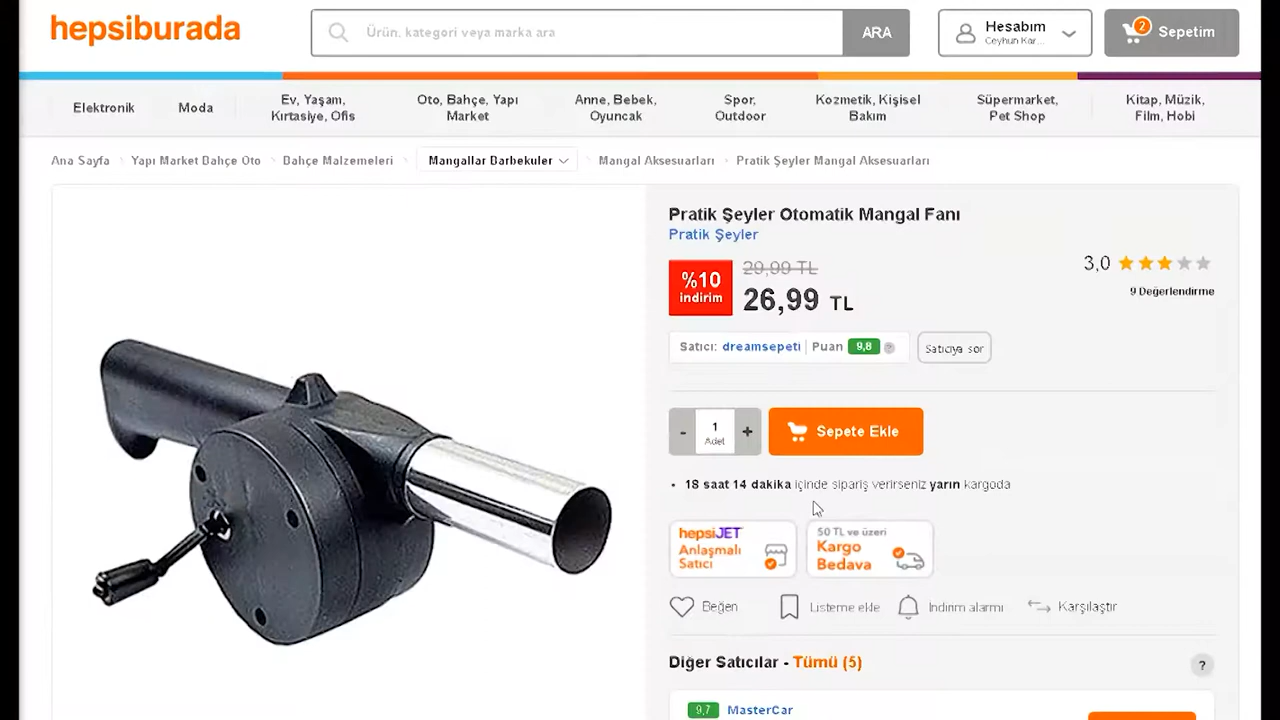 hepsiburada
Ürün, kategori veya marka ara
ARA
Hesabım
Ceyhun Kar...
2
Sepetim
Elektronik
Moda
Ev, Yaşam,
Kırtasiye, Ofis
Oto, Bahçe, Yapı
Market
Anne, Bebek,
Oyuncak
Spor,
Outdoor
Kozmetik, Kişisel
Bakım
Süpermarket,
Pet Shop
Kitap, Müzik,
Film, Hobi
Ana Sayfa
Yapı Market Bahçe Oto
Bahçe Malzemeleri
Mangallar Barbekuler
Mangal Aksesuarları
Pratik Şeyler Mangal Aksesuarları
Pratik Şeyler Otomatik Mangal Fanı
Pratik Şeyler
%10
indirim
29,99 TL
26,99 TL
3,0
9 Değerlendirme
Satıcı: dreamsepeti Puan 9,8
Satıcıya sor
- 1 +
Adet
Sepete Ekle
• 18 saat 14 dakika içinde sipariş verirseniz yarın kargoda
hepsiJET
Anlaşmalı
Satıcı
50 TL ve üzeri
Kargo
Bedava
Beğen
Listeme ekle
İndirim alarmı
Karşılaştır
Diğer Satıcılar - Tümü (5)
?
9,7 MasterCar